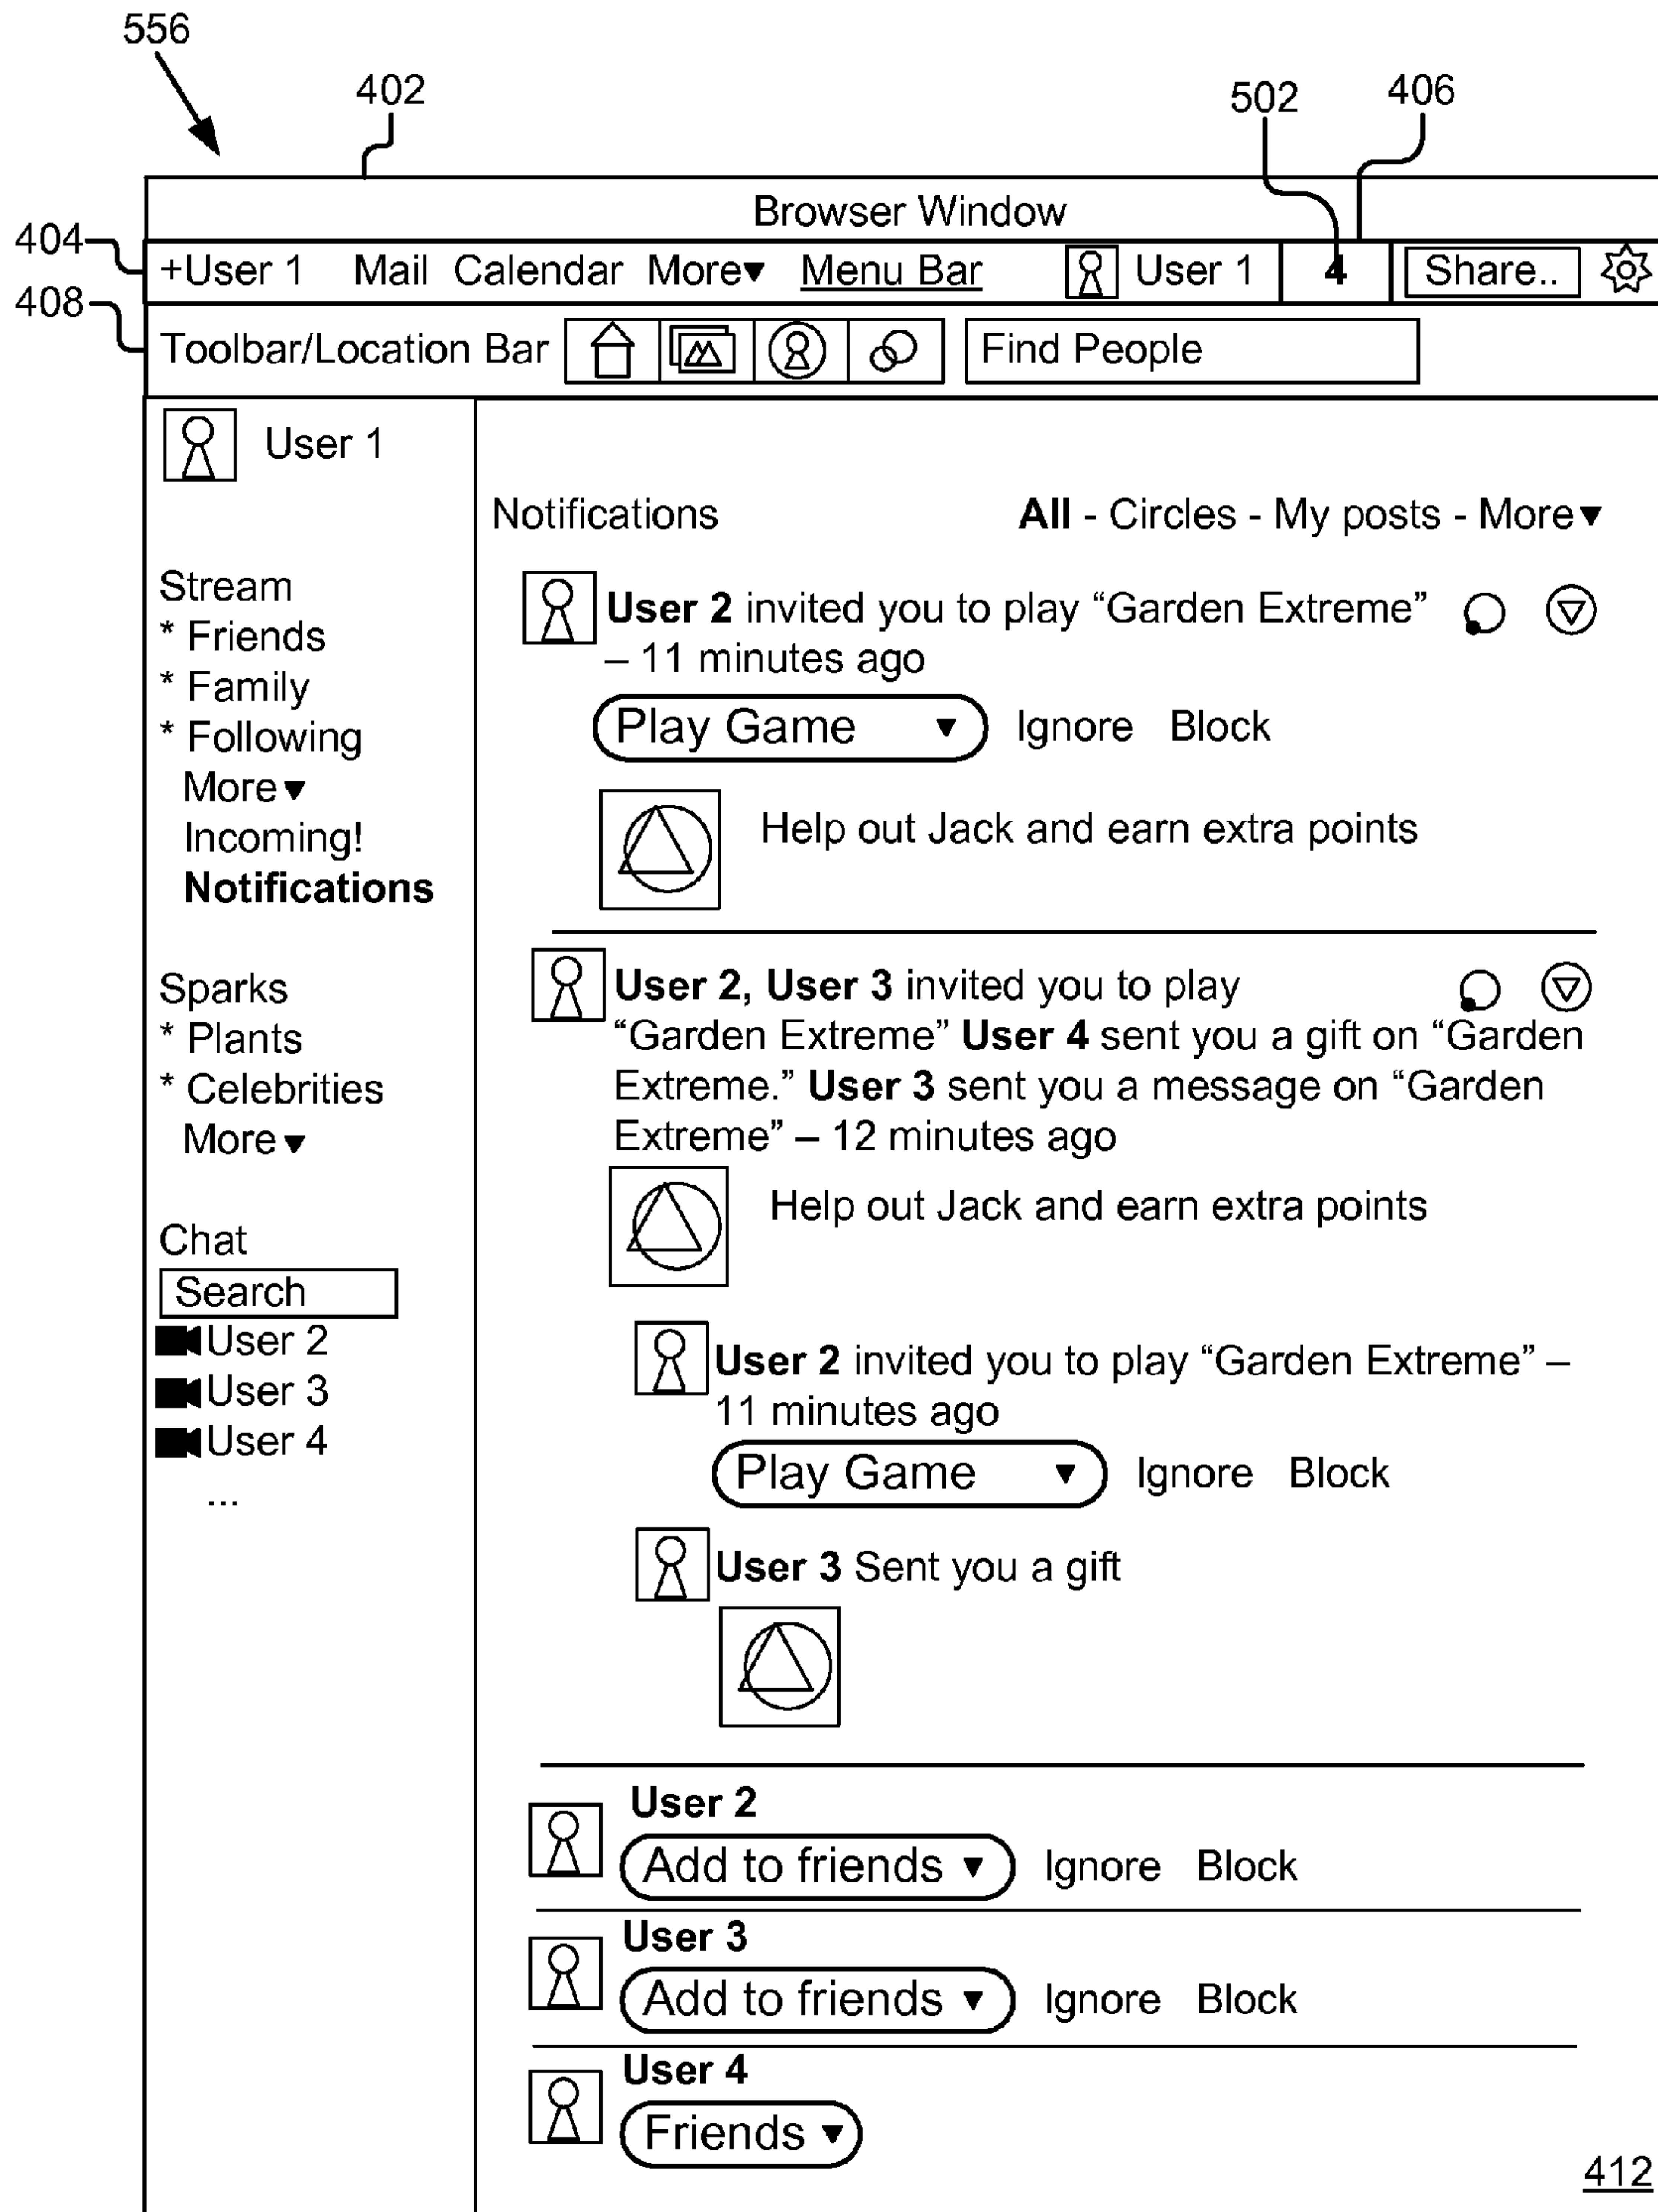 556
402
502
406
Browser Window
404
+User 1 Mail Calendar More▾ Menu Bar User 1 4 Share..
408
Toolbar/Location Bar Find People
User 1
Notifications All - Circles - My posts - More▾
Stream
* Friends
* Family
* Following
More▾
Incoming!
Notifications
Sparks
* Plants
* Celebrities
More▾
Chat
Search
User 2
User 3
User 4
...
User 2 invited you to play “Garden Extreme”
– 11 minutes ago
Play Game ▾ Ignore Block
Help out Jack and earn extra points
User 2, User 3 invited you to play
“Garden Extreme” User 4 sent you a gift on “Garden
Extreme.” User 3 sent you a message on “Garden
Extreme” – 12 minutes ago
Help out Jack and earn extra points
User 2 invited you to play “Garden Extreme” –
11 minutes ago
Play Game ▾ Ignore Block
User 3 Sent you a gift
User 2
Add to friends ▾ Ignore Block
User 3
Add to friends ▾ Ignore Block
User 4
Friends ▾
412